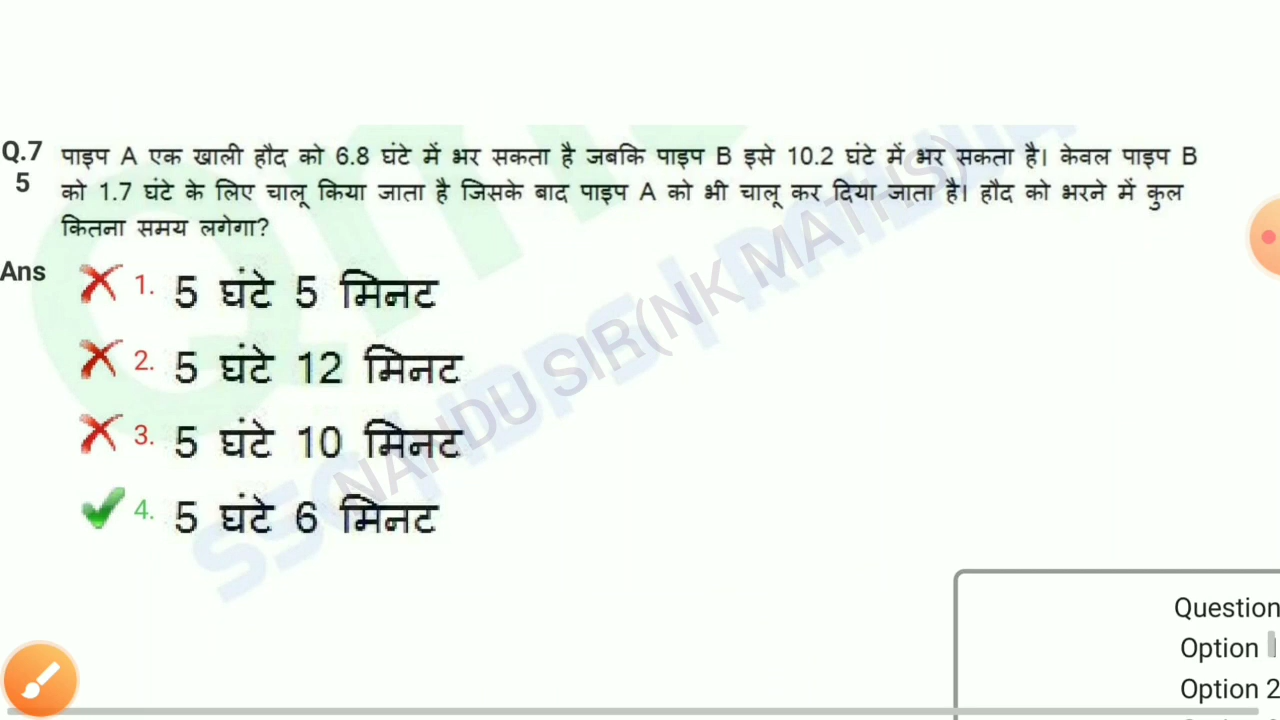 Q.7 पाइप A एक खाली हौद को 6.8 घंटे में भर सकता है जबकि पाइप B इसे 10.2 घंटे में भर सकता है। केवल पाइप B
5 को 1.7 घंटे के लिए चालू किया जाता है जिसके बाद पाइप A को भी चालू कर दिया जाता है। हौद को भरने में कुल
कितना समय लगेगा?
Ans 1. 5 घंटे 5 मिनट
2. 5 घंटे 12 मिनट
3. 5 घंटे 10 मिनट
4. 5 घंटे 6 मिनट
NAHDU SIR(NK MATHS)
Question
Option 1
Option 2